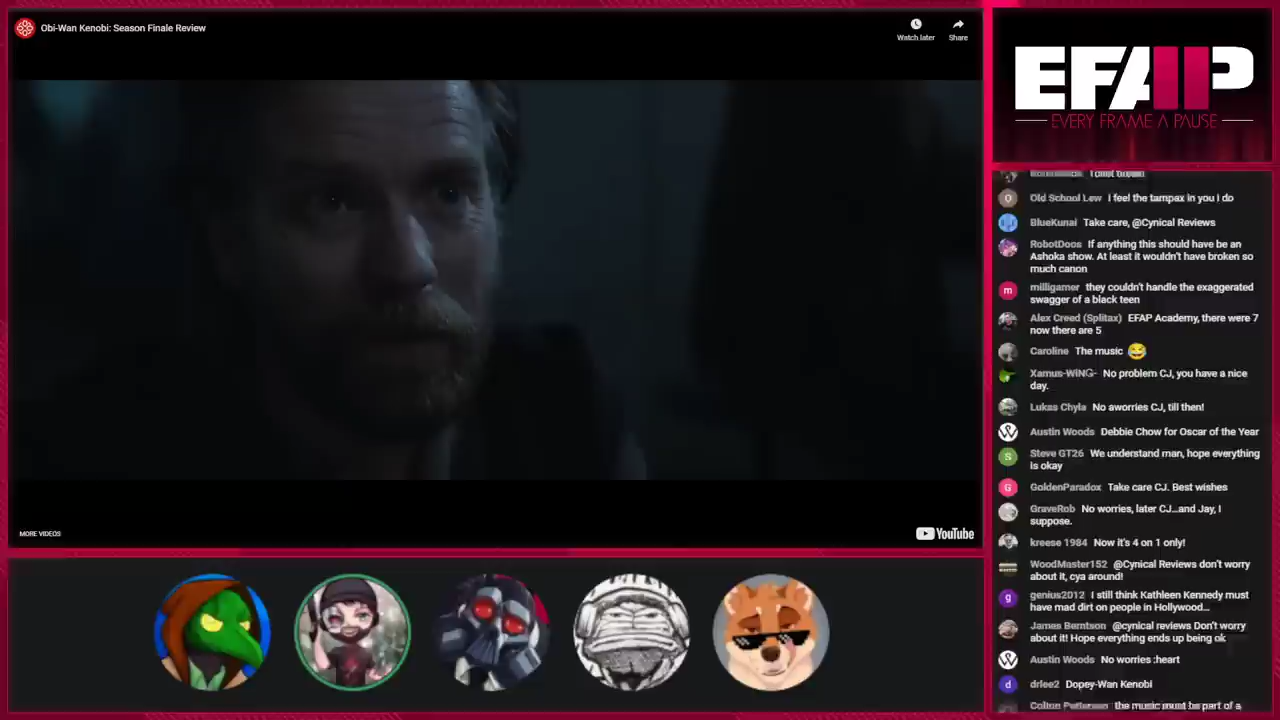 Obi-Wan Kenobi: Season Finale Review
Watch later
Share
MORE VIDEOS
YouTube
EFAP
EVERY FRAME A PAUSE
Old School Lew I feel the tampax in you I do
BlueKunai Take care, @Cynical Reviews
RobotDoos If anything this should have be an
Ashoka show. At least it wouldn't have broken so
much canon
milligamer they couldn't handle the exaggerated
swagger of a black teen
Alex Creed (Splitax) EFAP Academy, there were 7
now there are 5
Caroline The music 😂
Xamus-WiNG- No problem CJ, you have a nice
day.
Lukas Chyla No aworries CJ, till then!
Austin Woods Debbie Chow for Oscar of the Year
Steve GT26 We understand man, hope everything
is okay
GoldenParadox Take care CJ. Best wishes
GraveRob No worries, later CJ...and Jay, I
suppose.
kreese 1984 Now it's 4 on 1 only!
WoodMaster152 @Cynical Reviews don't worry
about it, cya around!
genius2012 I still think Kathleen Kennedy must
have mad dirt on people in Hollywood...
James Berntson @cynical reviews Don't worry
about it! Hope everything ends up being ok
Austin Woods No worries :heart
drlee2 Dopey-Wan Kenobi
the music must be part of a